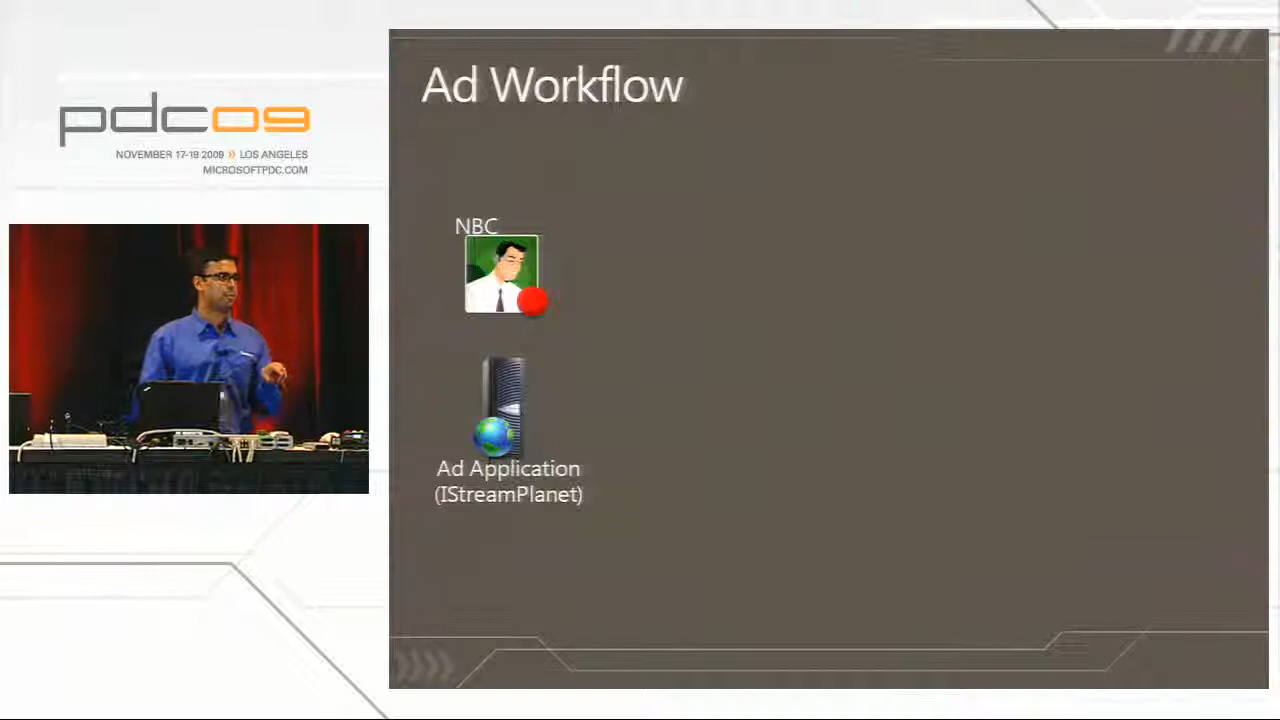 pdc09
NOVEMBER 17-19 2009 » LOS ANGELES
MICROSOFTPDC.COM
Ad Workflow
NBC
Ad Application
(IStreamPlanet)